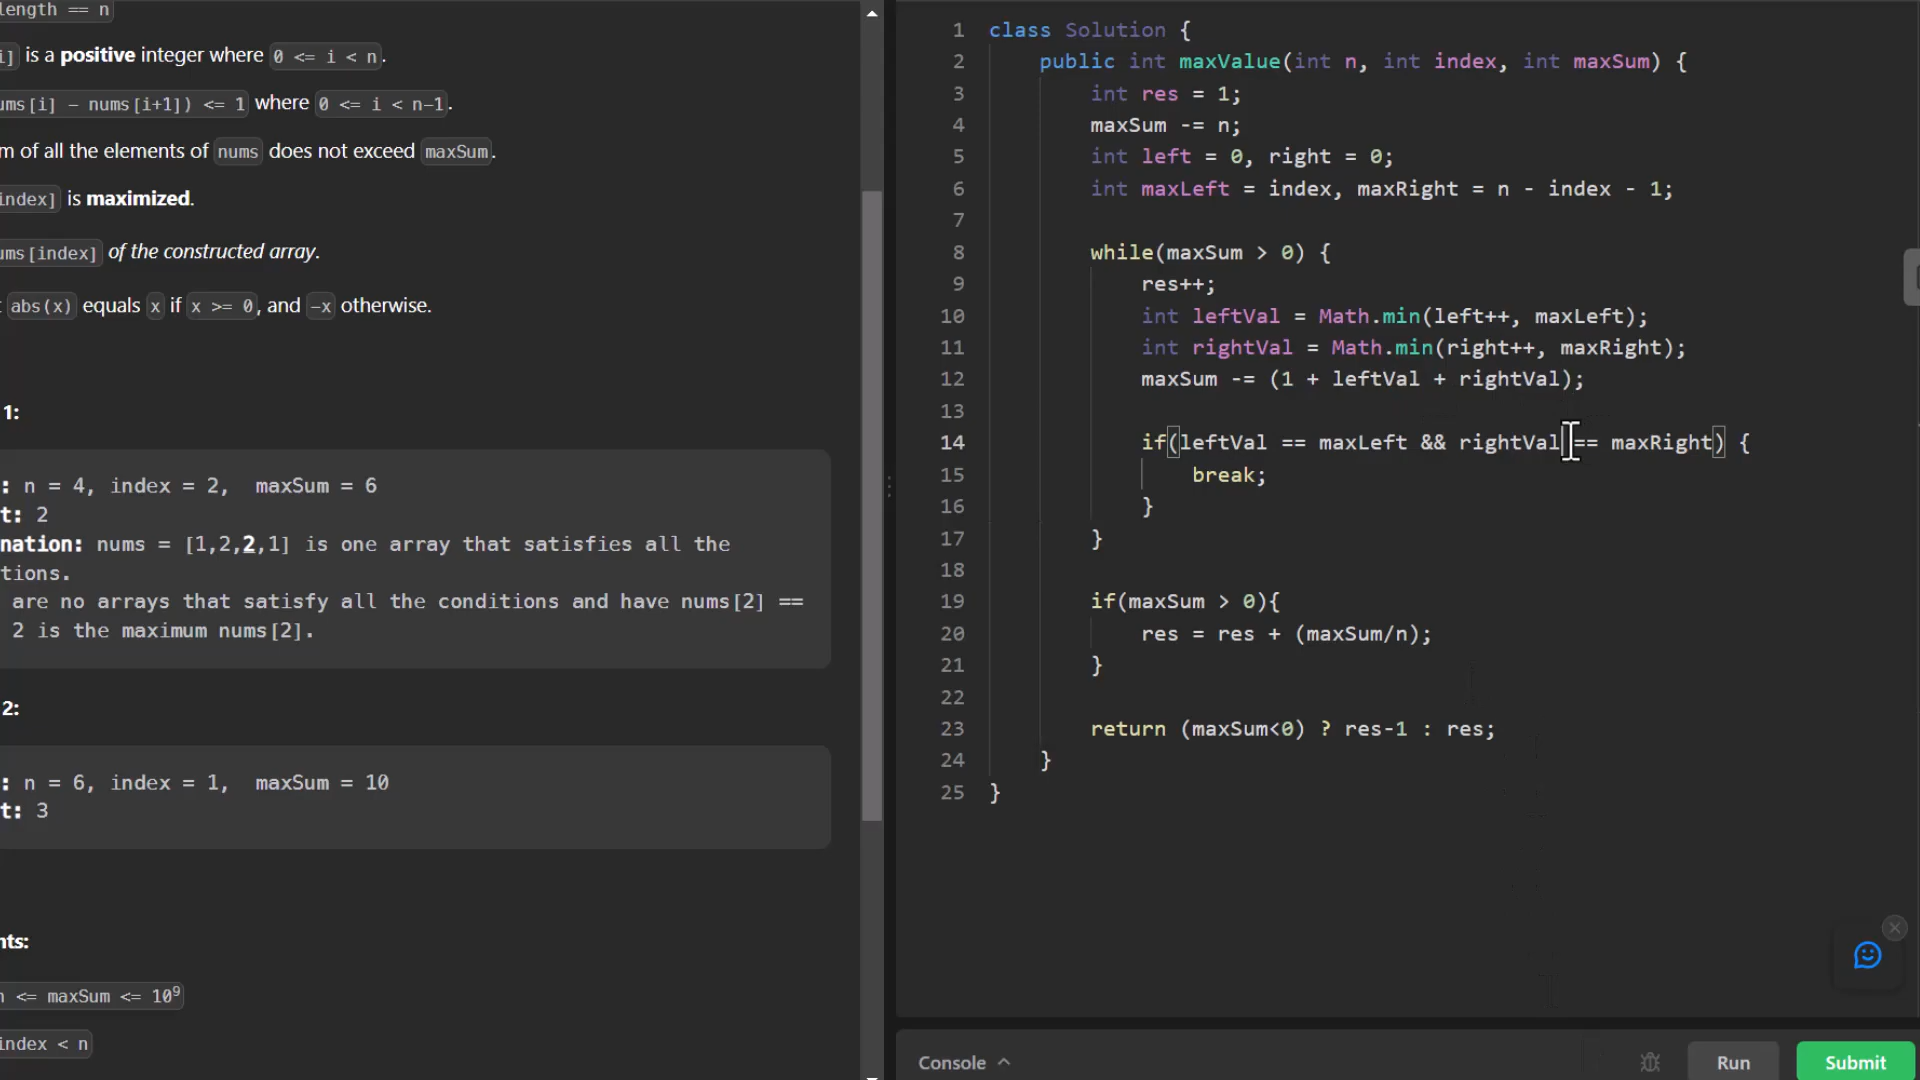 length == n
i] is a positive integer where 0 <= i < n.
ums[i] - nums[i+1]) <= 1 where 0 <= i < n-1.
m of all the elements of nums does not exceed maxSum.
index] is maximized.
ums[index] of the constructed array.
: abs(x) equals x if x >= 0, and -x otherwise.
1:
: n = 4, index = 2,  maxSum = 6
t: 2
nation: nums = [1,2,2,1] is one array that satisfies all the
tions.
are no arrays that satisfy all the conditions and have nums[2] ==
2 is the maximum nums[2].
2:
: n = 6, index = 1,  maxSum = 10
t: 3
nts:
n <= maxSum <= 10⁹
index < n
1 class Solution {
2     public int maxValue(int n, int index, int maxSum) {
3         int res = 1;
4         maxSum -= n;
5         int left = 0, right = 0;
6         int maxLeft = index, maxRight = n - index - 1;
7
8         while(maxSum > 0) {
9             res++;
10             int leftVal = Math.min(left++, maxLeft);
11             int rightVal = Math.min(right++, maxRight);
12             maxSum -= (1 + leftVal + rightVal);
13
14             if(leftVal == maxLeft && rightVal == maxRight) {
15                 break;
16             }
17         }
18
19         if(maxSum > 0){
20             res = res + (maxSum/n);
21         }
22
23         return (maxSum<0) ? res-1 : res;
24     }
25 }
Console
Run
Submit